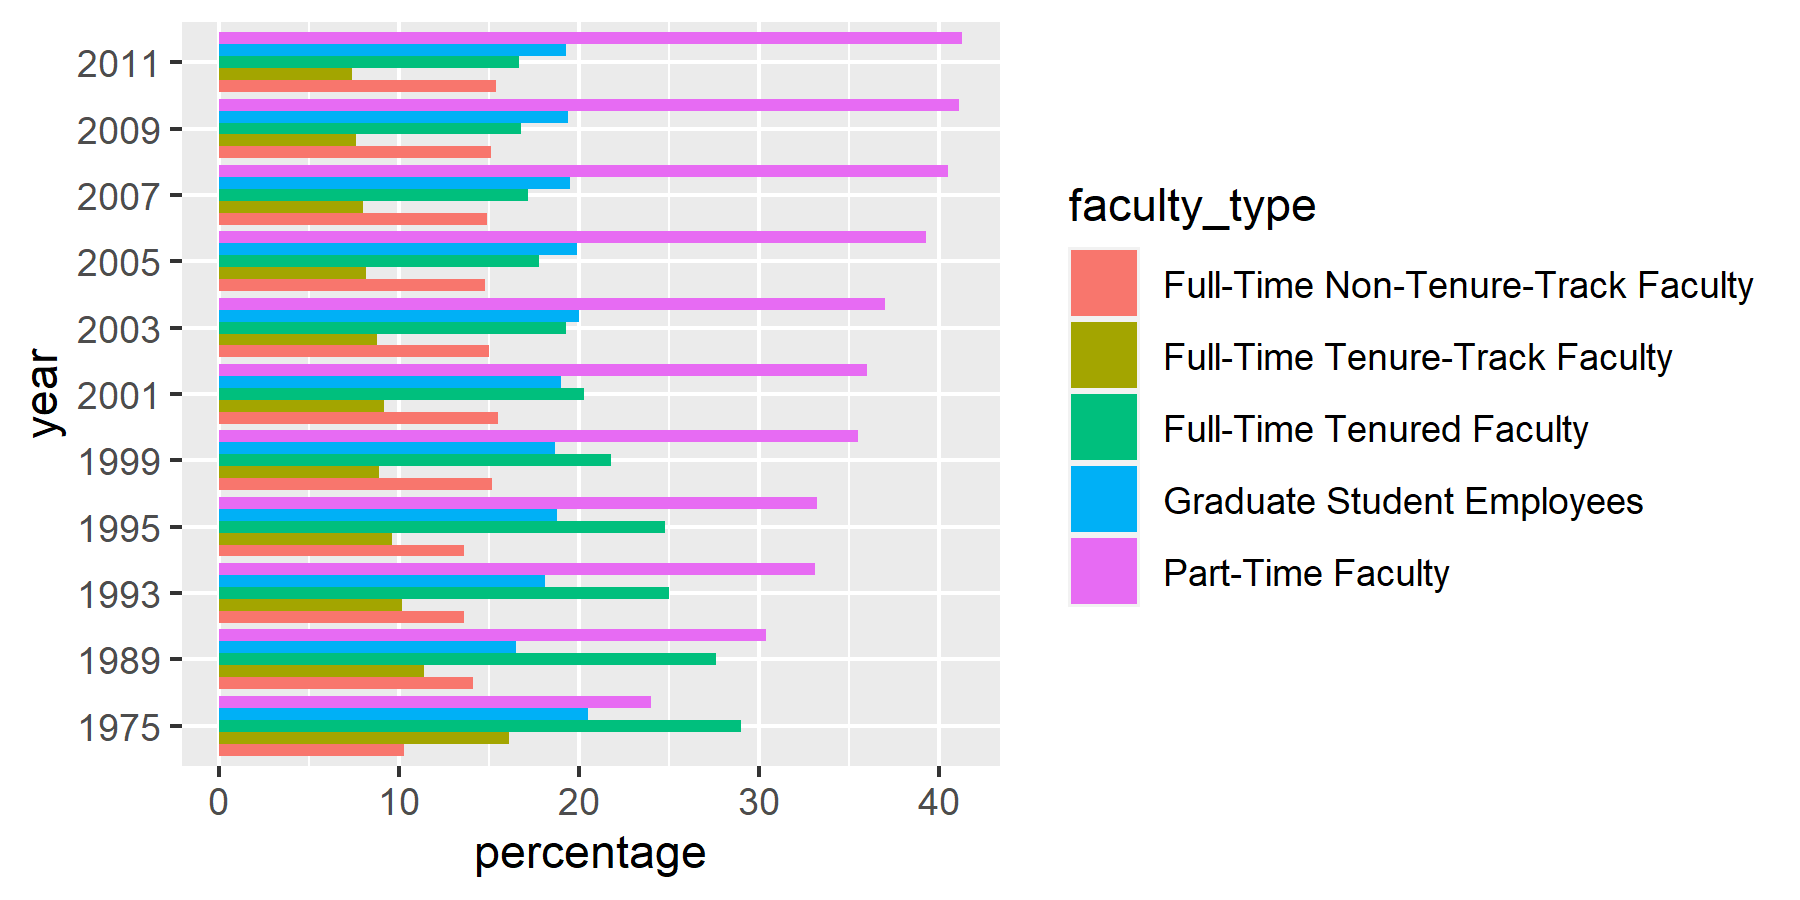 2011
2009
2007
2005
2003
2001
1999
1995
1993
1989
1975
year
0 10 20 30 40
percentage
faculty_type
Full-Time Non-Tenure-Track Faculty
Full-Time Tenure-Track Faculty
Full-Time Tenured Faculty
Graduate Student Employees
Part-Time Faculty